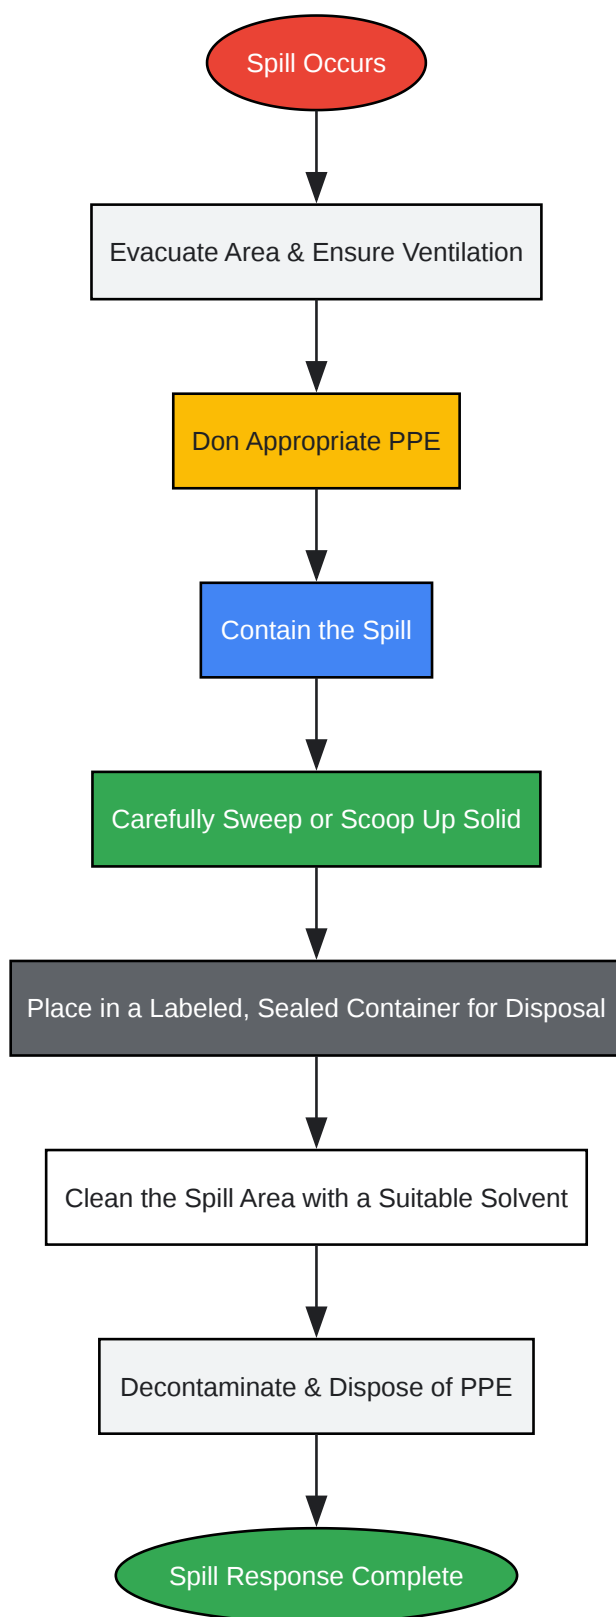 Spill Occurs
Evacuate Area & Ensure Ventilation
Don Appropriate PPE
Contain the Spill
Carefully Sweep or Scoop Up Solid
Place in a Labeled, Sealed Container for Disposal
Clean the Spill Area with a Suitable Solvent
Decontaminate & Dispose of PPE
Spill Response Complete